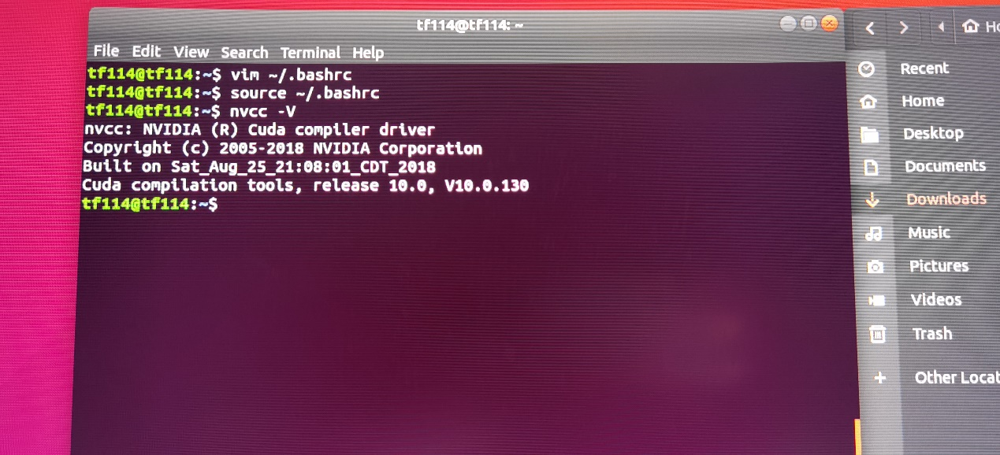 tf114@tf114: ~
File Edit View Search Terminal Help
tf114@tf114:~$ vim ~/.bashrc
tf114@tf114:~$ source ~/.bashrc
tf114@tf114:~$ nvcc -V
nvcc: NVIDIA (R) Cuda compiler driver
Copyright (c) 2005-2018 NVIDIA Corporation
Built on Sat_Aug_25_21:08:01_CDT_2018
Cuda compilation tools, release 10.0, V10.0.130
tf114@tf114:~$
Recent
Home
Desktop
Documents
Downloads
Music
Pictures
Videos
Trash
+ Other